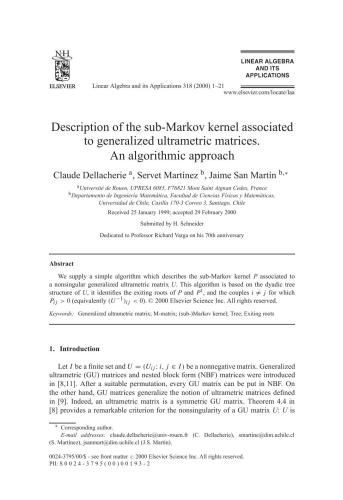 NH
ELSEVIER
Linear Algebra and its Applications 318 (2000) 1–21
LINEAR ALGEBRA
AND ITS
APPLICATIONS
www.elsevier.com/locate/laa
Description of the sub-Markov kernel associated
to generalized ultrametric matrices.
An algorithmic approach
Claude Dellacherie a, Servet Martínez b, Jaime San Martín b,*
a Université de Rouen, UPRESA 6085, F76821 Mont Saint Aignan Cedex, France
b Departamento de Ingeniería Matemática, Facultad de Ciencias Físicas y Matemáticas,
Universidad de Chile, Casilla 170-3 Correo 3, Santiago, Chile
Received 25 January 1999; accepted 29 February 2000
Submitted by H. Schneider
Dedicated to Professor Richard Varga on his 70th anniversary
Abstract
We supply a simple algorithm which describes the sub-Markov kernel P associated to
a nonsingular generalized ultrametric matrix U. This algorithm is based on the dyadic tree
structure of U, it identifies the exiting roots of P and Pᵗ, and the couples i ≠ j for which
Pij > 0 (equivalently (U⁻¹)ij < 0). © 2000 Elsevier Science Inc. All rights reserved.
Keywords: Generalized ultrametric matrix; M-matrix; (sub-)Markov kernel; Tree; Exiting roots
1. Introduction
Let I be a finite set and U = (Uij: i, j ∈ I) be a nonnegative matrix. Generalized
ultrametric (GU) matrices and nested block form (NBF) matrices were introduced
in [8,11]. After a suitable permutation, every GU matrix can be put in NBF. On
the other hand, GU matrices generalize the notion of ultrametric matrices defined
in [9]. Indeed, an ultrametric matrix is a symmetric GU matrix. Theorem 4.4 in
[8] provides a remarkable criterion for the nonsingularity of a GU matrix U: U is
* Corresponding author.
E-mail addresses: claude.dellacherie@univ-rouen.fr (C. Dellacherie), smartine@dim.uchile.cl
(S. Martínez), jsanmart@dim.uchile.cl (J.S. Martín).
0024-3795/00/$ - see front matter © 2000 Elsevier Science Inc. All rights reserved.
PII: S 0 0 2 4 - 3 7 9 5 ( 0 0 ) 0 0 1 9 3 - 2